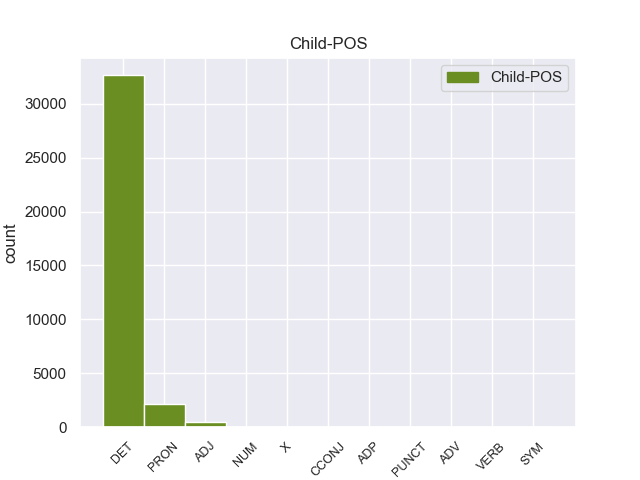 Child-POS
Child-POS
count
30000
25000
20000
15000
10000
5000
0
DET PRON ADJ NUM X CCONJ ADP PUNCT ADV VERB SYM